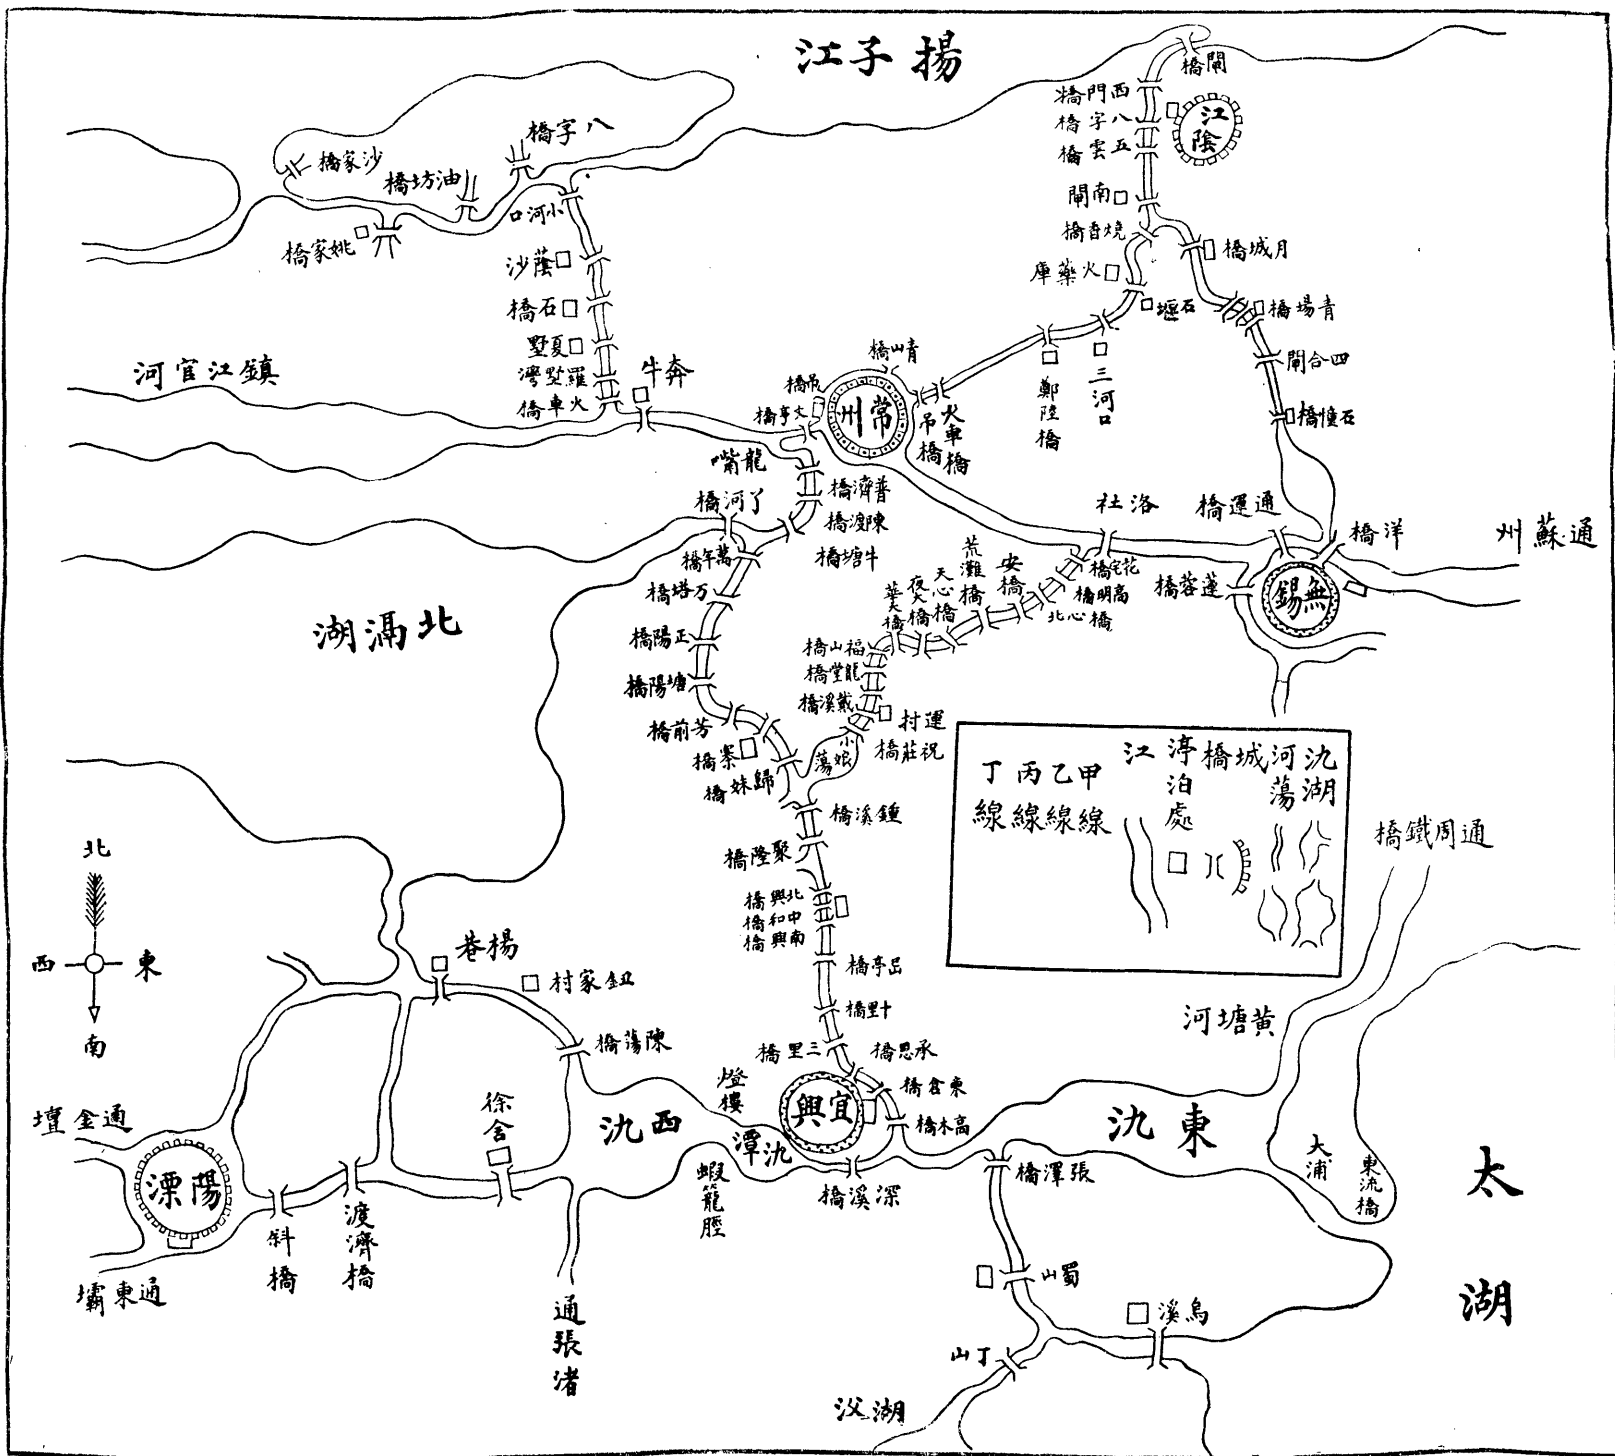 揚子江
閘橋
西門橋
八字橋
五雲橋
江陰
南閘
燒香橋
火藥庫
石堰
月城橋
青場橋
四合閘
石幢橋
三河口
鄭陸橋
八字橋
沙家橋
油坊橋
姚家橋
小河口
蔭沙
石橋
夏墅
羅墅灣
火車橋
奔牛
鎮江官河
青山橋
吊橋
文亨橋
常州
火車橋
吊橋
龍嘴
丫河橋
普濟橋
陳渡橋
牛塘橋
萬年橋
万塔橋
正陽橋
塘陽橋
芳前橋
寨橋
歸妹橋
北滆湖
洛社
通運橋
洋橋
通蘇州
蓉蓉橋
無錫
花宅橋
高明橋
北心橋
安橋
荒灘橋
天心橋
夜大橋
華大橋
福山橋
龍堂橋
戴溪橋
運村
祝莊橋
小娘蕩
鍾溪橋
聚隆橋
北興橋
中和橋
南興橋
十里橋
三里橋
承恩橋
東倉橋
高木橋
宜興
氿湖
河蕩
城
橋
渟泊處
江
甲線
乙線
丙線
丁線
通周鐵橋
黃塘河
北
東
南
西
楊巷
鈕家村
陳蕩橋
徐舍
西氿
燈樓
氿潭
蝦籠脛
深溪橋
東氿
張澤橋
大浦
東流橋
太湖
通金壇
溧陽
通東壩
斜橋
渡濟橋
通張渚
蜀山
烏溪
丁山
湖㳇